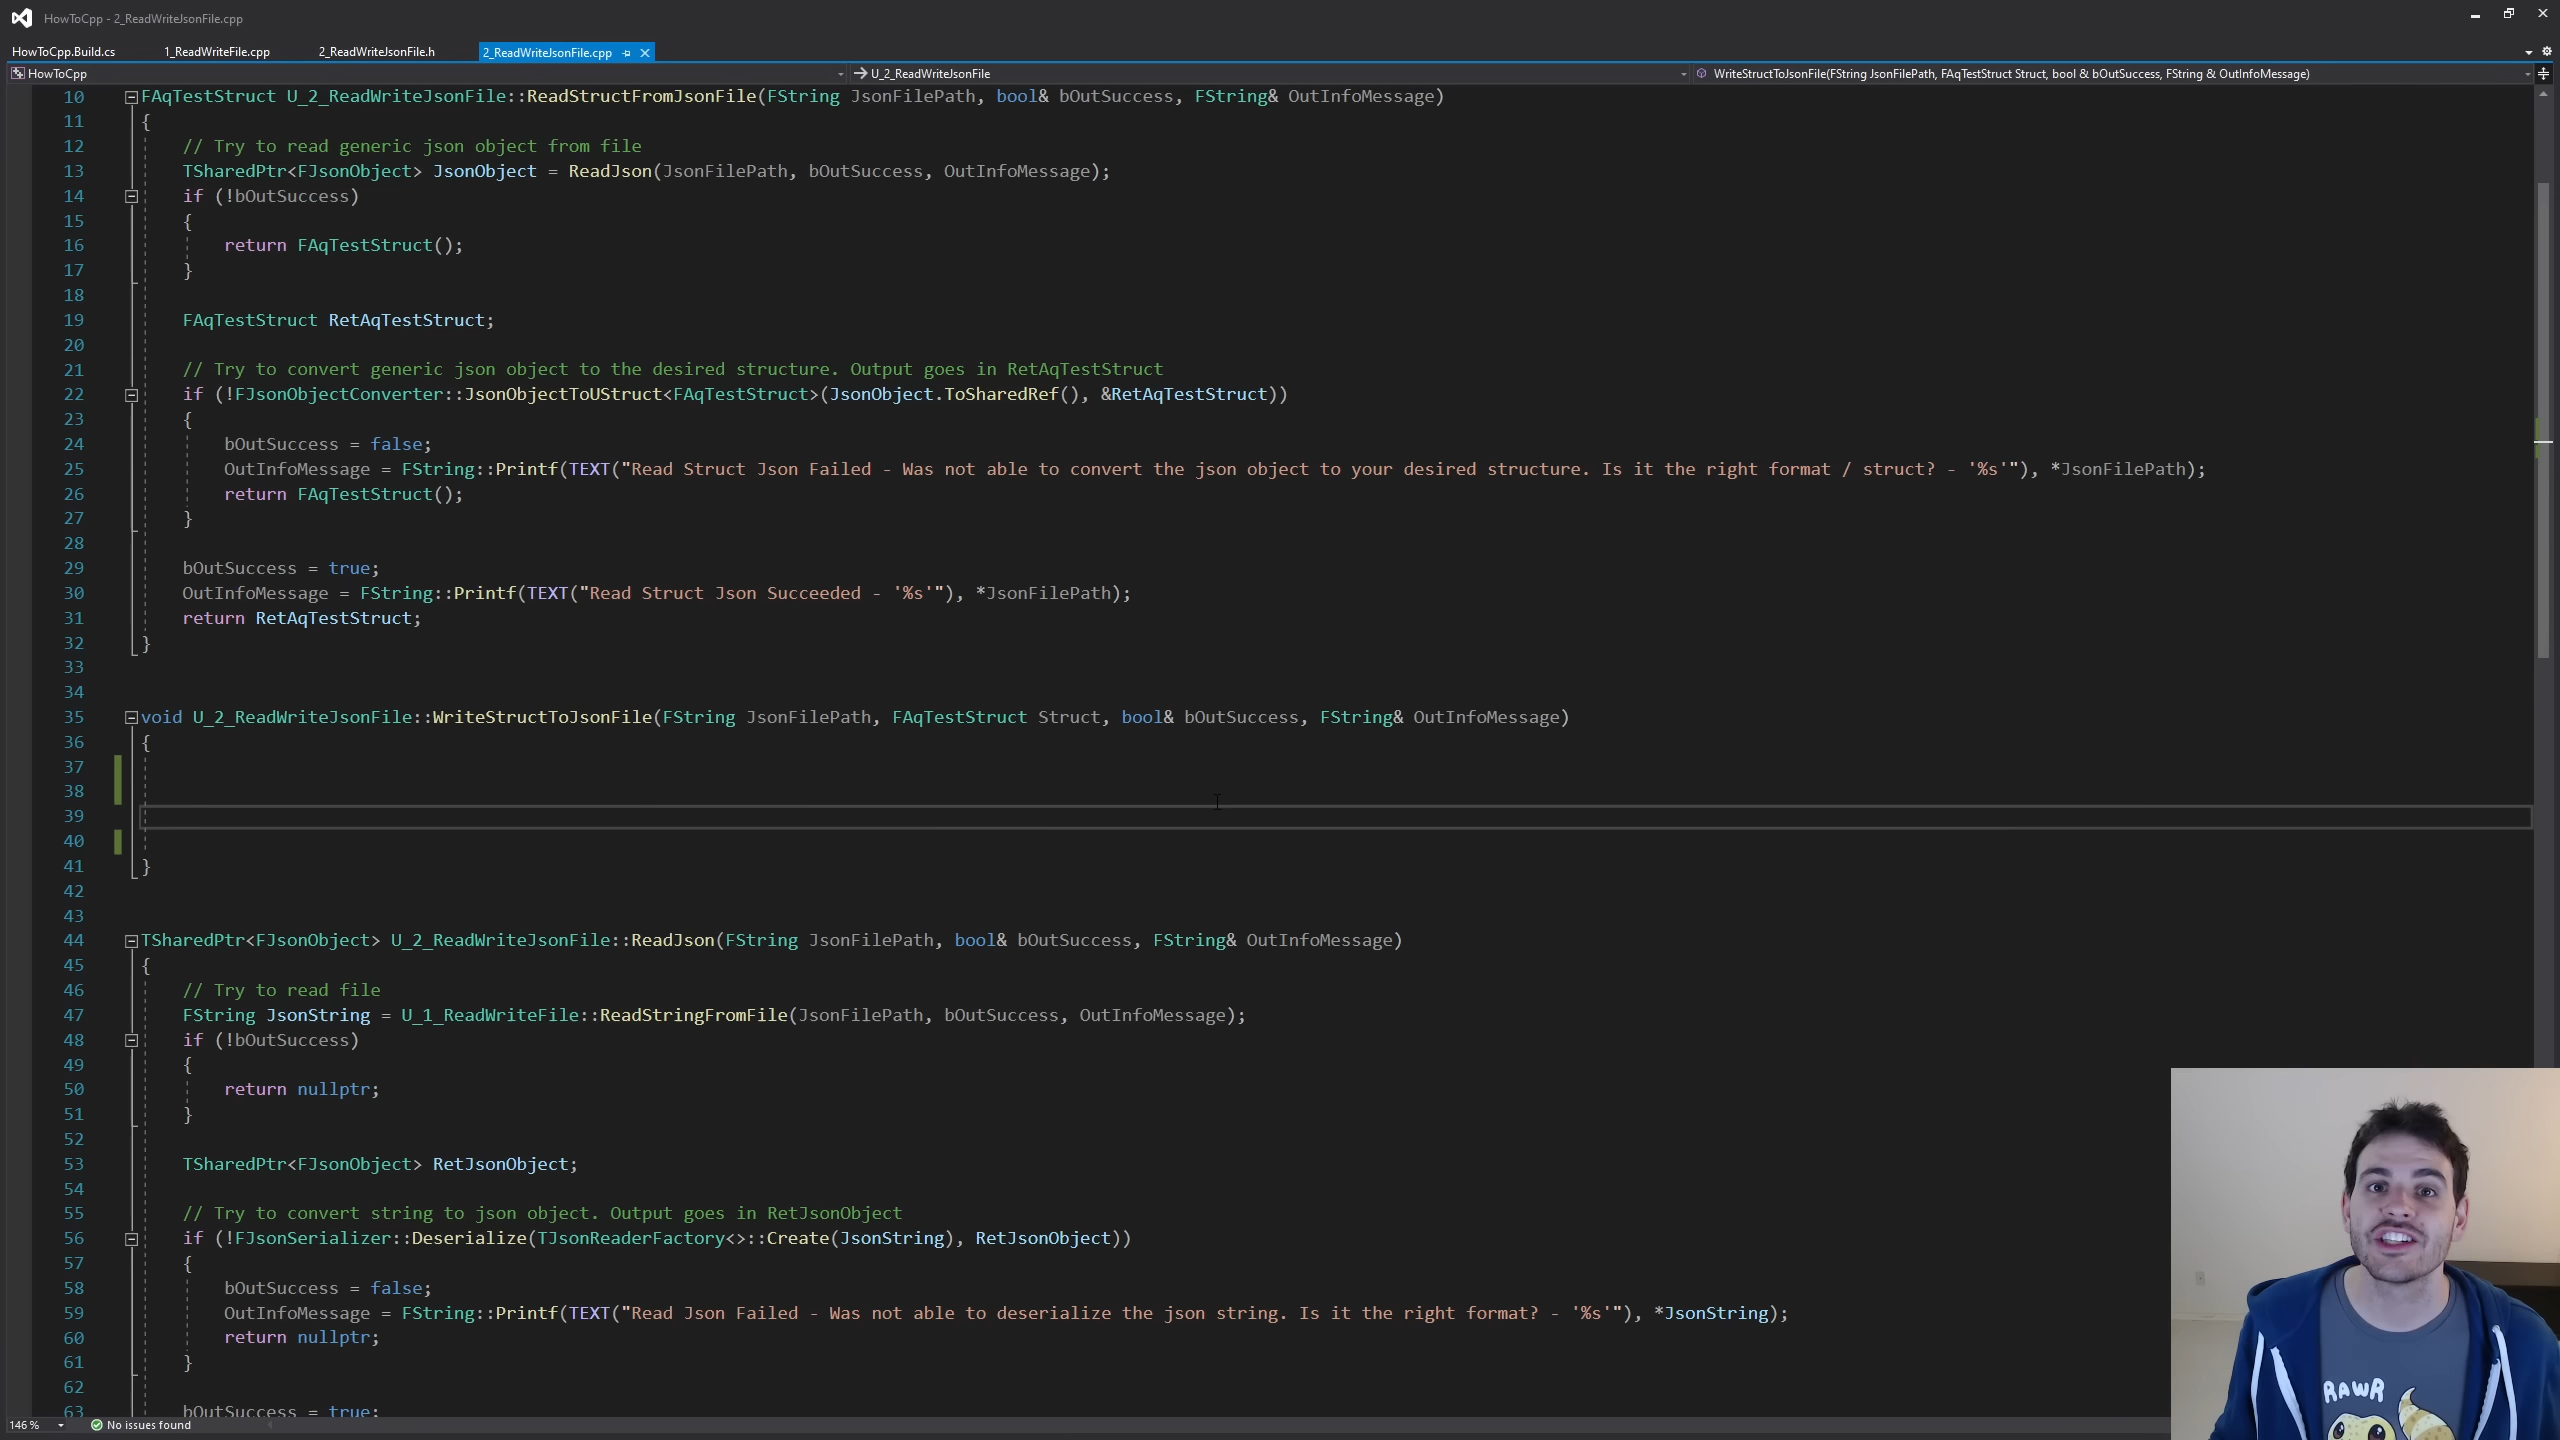 HowToCpp - 2_ReadWriteJsonFile.cpp
HowToCpp.Build.cs 1_ReadWriteFile.cpp 2_ReadWriteJsonFile.h 2_ReadWriteJsonFile.cpp
HowToCpp U_2_ReadWriteJsonFile WriteStructToJsonFile(FString JsonFilePath, FAqTestStruct Struct, bool & bOutSuccess, FString & OutInfoMessage)
10 FAqTestStruct U_2_ReadWriteJsonFile::ReadStructFromJsonFile(FString JsonFilePath, bool& bOutSuccess, FString& OutInfoMessage)
11 {
12 // Try to read generic json object from file
13 TSharedPtr<FJsonObject> JsonObject = ReadJson(JsonFilePath, bOutSuccess, OutInfoMessage);
14 if (!bOutSuccess)
15 {
16 return FAqTestStruct();
17 }
18
19 FAqTestStruct RetAqTestStruct;
20
21 // Try to convert generic json object to the desired structure. Output goes in RetAqTestStruct
22 if (!FJsonObjectConverter::JsonObjectToUStruct<FAqTestStruct>(JsonObject.ToSharedRef(), &RetAqTestStruct))
23 {
24 bOutSuccess = false;
25 OutInfoMessage = FString::Printf(TEXT("Read Struct Json Failed - Was not able to convert the json object to your desired structure. Is it the right format / struct? - '%s'"), *JsonFilePath);
26 return FAqTestStruct();
27 }
28
29 bOutSuccess = true;
30 OutInfoMessage = FString::Printf(TEXT("Read Struct Json Succeeded - '%s'"), *JsonFilePath);
31 return RetAqTestStruct;
32 }
33
34
35 void U_2_ReadWriteJsonFile::WriteStructToJsonFile(FString JsonFilePath, FAqTestStruct Struct, bool& bOutSuccess, FString& OutInfoMessage)
36 {
37
38
39
40
41 }
42
43
44 TSharedPtr<FJsonObject> U_2_ReadWriteJsonFile::ReadJson(FString JsonFilePath, bool& bOutSuccess, FString& OutInfoMessage)
45 {
46 // Try to read file
47 FString JsonString = U_1_ReadWriteFile::ReadStringFromFile(JsonFilePath, bOutSuccess, OutInfoMessage);
48 if (!bOutSuccess)
49 {
50 return nullptr;
51 }
52
53 TSharedPtr<FJsonObject> RetJsonObject;
54
55 // Try to convert string to json object. Output goes in RetJsonObject
56 if (!FJsonSerializer::Deserialize(TJsonReaderFactory<>::Create(JsonString), RetJsonObject))
57 {
58 bOutSuccess = false;
59 OutInfoMessage = FString::Printf(TEXT("Read Json Failed - Was not able to deserialize the json string. Is it the right format? - '%s'"), *JsonString);
60 return nullptr;
61 }
62
63 bOutSuccess = true;
146 % No issues found
RAWR